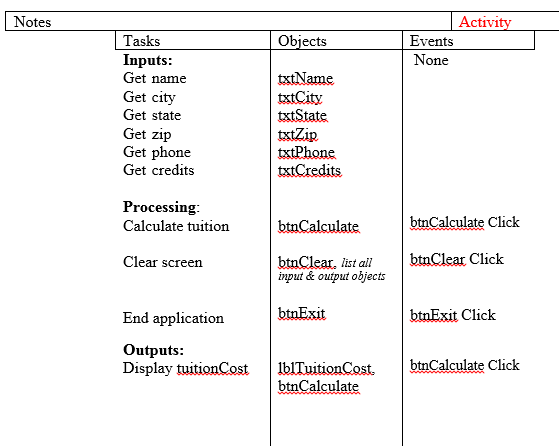 Notes Activity
Tasks Objects Events
Inputs: None
Get name txtName
Get city txtCity
Get state txtState
Get zip txtZip
Get phone txtPhone
Get credits txtCredits
Processing:
Calculate tuition btnCalculate btnCalculate Click
Clear screen btnClear, list all btnClear Click
input & output objects
End application btnExit btnExit Click
Outputs:
Display tuitionCost lblTuitionCost, btnCalculate Click
btnCalculate